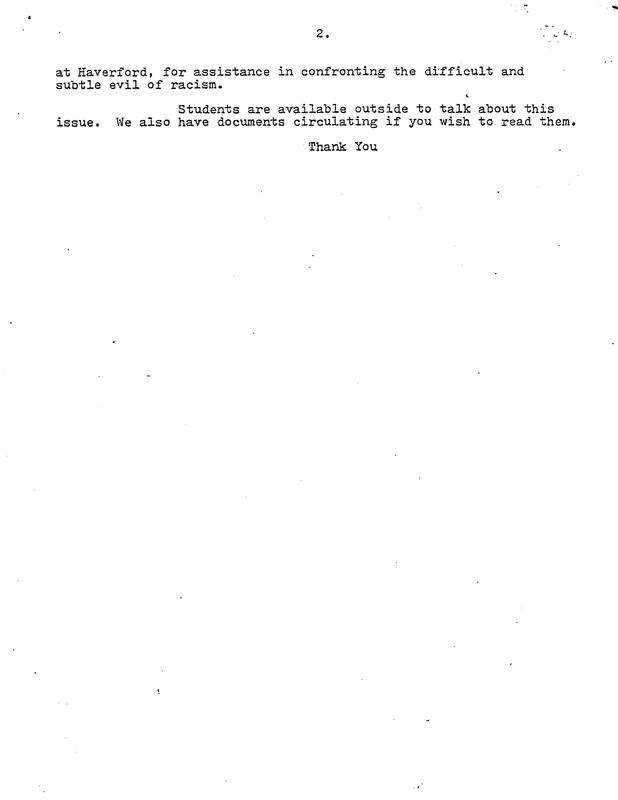 2.
at Haverford, for assistance in confronting the difficult and
subtle evil of racism.
Students are available outside to talk about this
issue. We also have documents circulating if you wish to read them.
Thank You